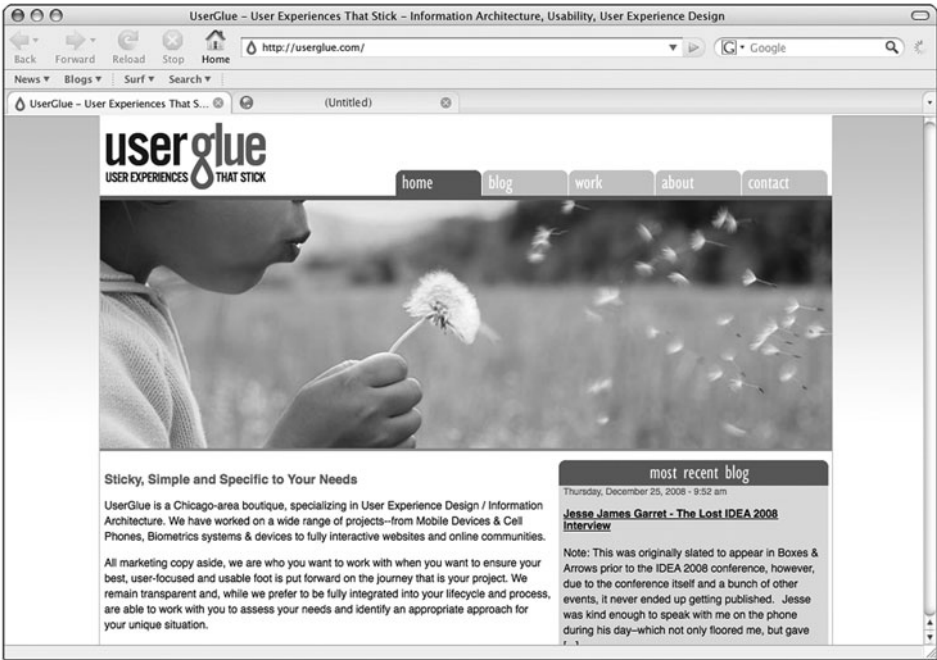 UserGlue – User Experiences That Stick – Information Architecture, Usability, User Experience Design
Back Forward Reload Stop Home
http://userglue.com/
G Google
News Blogs Surf Search
UserGlue – User Experiences That S...
(Untitled)
userglue
USER EXPERIENCES THAT STICK
home blog work about contact
Sticky, Simple and Specific to Your Needs
UserGlue is a Chicago-area boutique, specializing in User Experience Design / Information
Architecture. We have worked on a wide range of projects--from Mobile Devices & Cell
Phones, Biometrics systems & devices to fully interactive websites and online communities.
All marketing copy aside, we are who you want to work with when you want to ensure your
best, user-focused and usable foot is put forward on the journey that is your project. We
remain transparent and, while we prefer to be fully integrated into your lifecycle and process,
are able to work with you to assess your needs and identify an appropriate approach for
your unique situation.
most recent blog
Thursday, December 25, 2008 - 9:52 am
Jesse James Garret - The Lost IDEA 2008
Interview
Note: This was originally slated to appear in Boxes &
Arrows prior to the IDEA 2008 conference, however,
due to the conference itself and a bunch of other
events, it never ended up getting published. Jesse
was kind enough to speak with me on the phone
during his day–which not only floored me, but gave
[...]